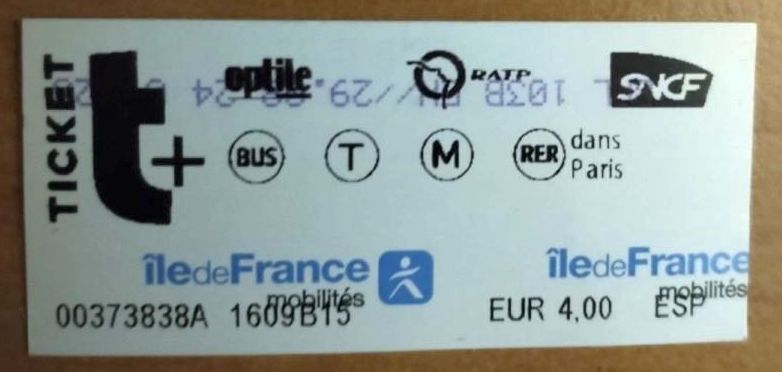 TICKET t+
optile RATP SNCF
BUS T M RER dans Paris
îledeFrance mobilités îledeFrance mobilités
00373838A 1609B15 EUR 4,00 ESP